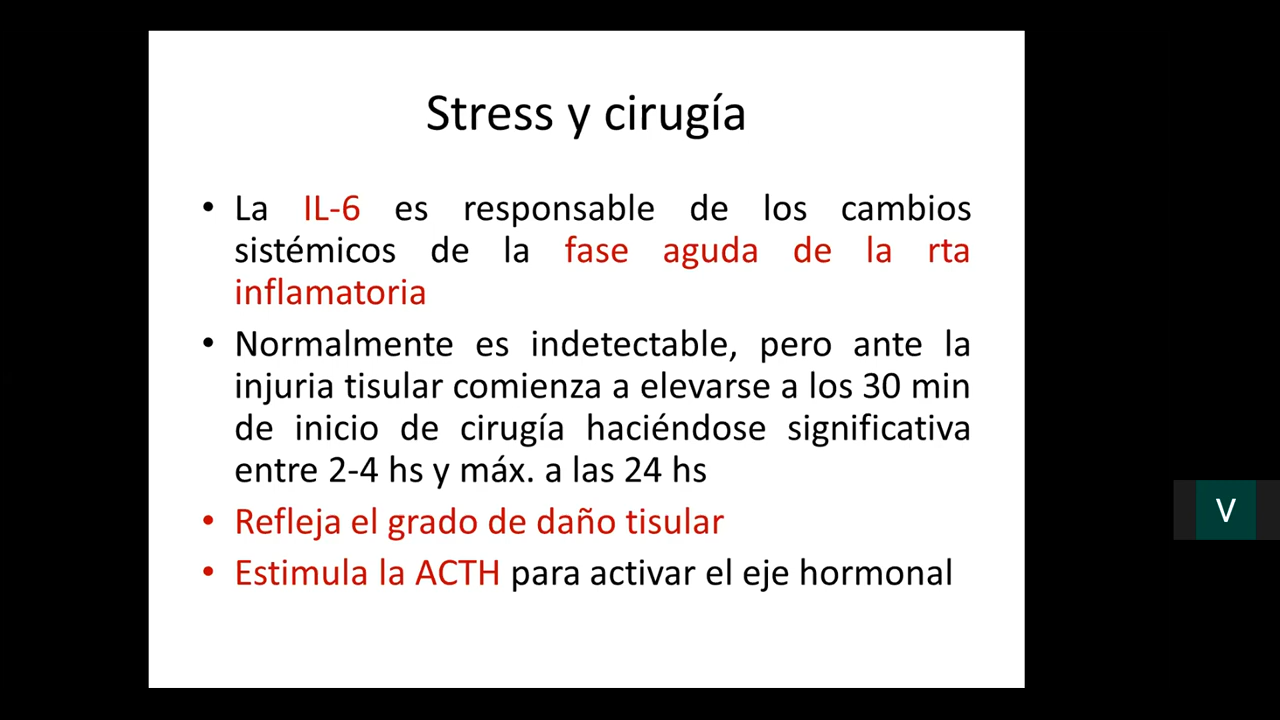 Stress y cirugía
• La IL-6 es responsable de los cambios
sistémicos de la fase aguda de la rta
inflamatoria
• Normalmente es indetectable, pero ante la
injuria tisular comienza a elevarse a los 30 min
de inicio de cirugía haciéndose significativa
entre 2-4 hs y máx. a las 24 hs
• Refleja el grado de daño tisular
• Estimula la ACTH para activar el eje hormonal
V